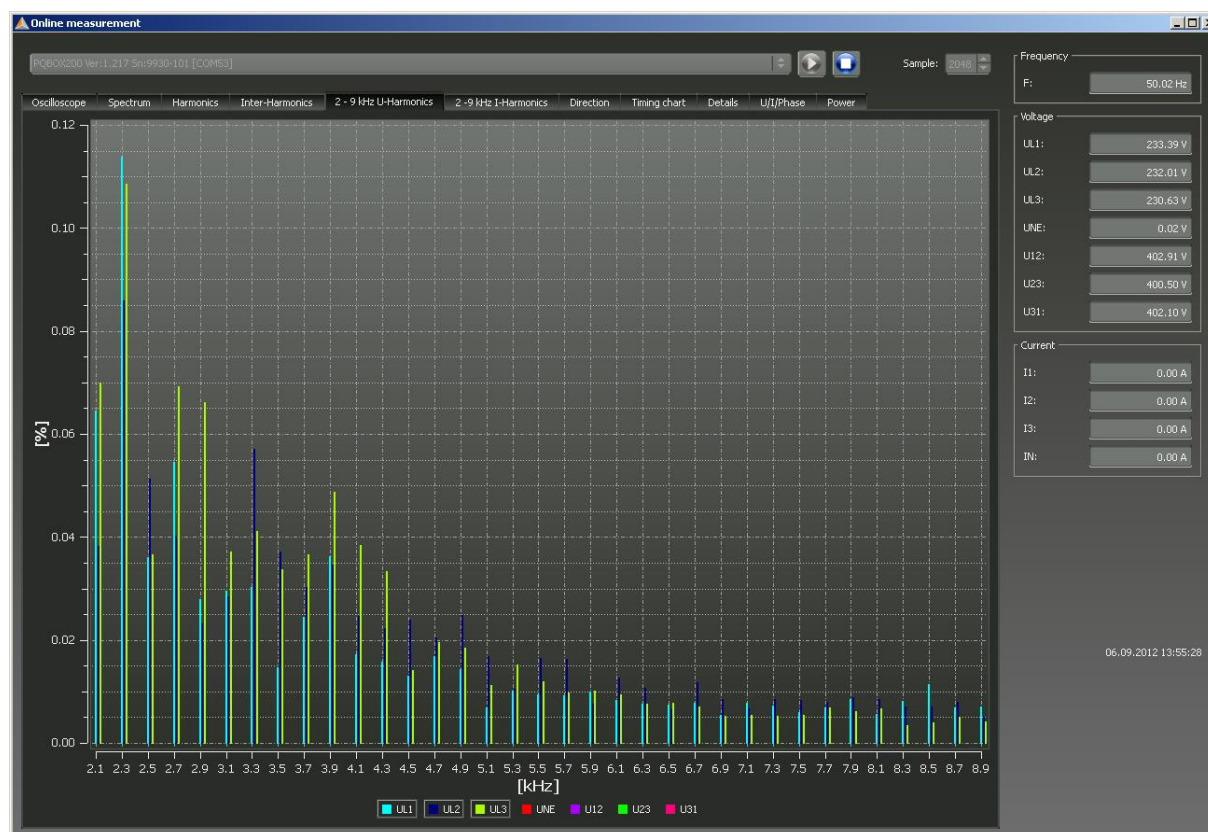 Online measurement
PQBOX200 Ver:1.217 Sn:9930-101 [COM53]
Sample: 2048
Oscilloscope Spectrum Harmonics Inter-Harmonics 2 - 9 kHz U-Harmonics 2 -9 kHz I-Harmonics Direction Timing chart Details U/I/Phase Power
0.12
0.10
0.08
0.06
0.04
0.02
0.00
[%]
2.1 2.3 2.5 2.7 2.9 3.1 3.3 3.5 3.7 3.9 4.1 4.3 4.5 4.7 4.9 5.1 5.3 5.5 5.7 5.9 6.1 6.3 6.5 6.7 6.9 7.1 7.3 7.5 7.7 7.9 8.1 8.3 8.5 8.7 8.9
[kHz]
UL1 UL2 UL3 UNE U12 U23 U31
Frequency
F: 50.02 Hz
Voltage
UL1: 233.39 V
UL2: 232.01 V
UL3: 230.63 V
UNE: 0.02 V
U12: 402.91 V
U23: 400.50 V
U31: 402.10 V
Current
I1: 0.00 A
I2: 0.00 A
I3: 0.00 A
IN: 0.00 A
06.09.2012 13:55:28